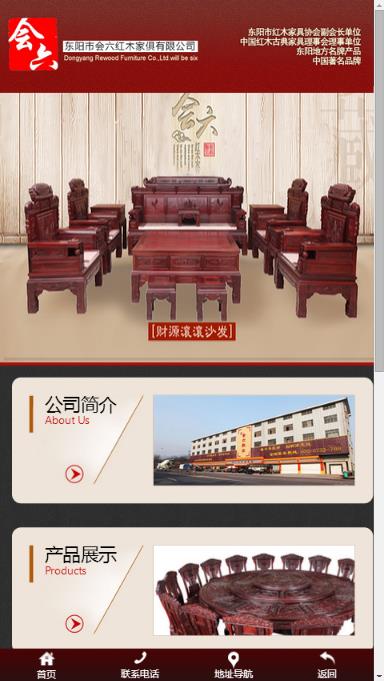 会六
东阳市会六红木家俱有限公司
Dongyang Rewood Furniture Co.,Ltd.will be six
东阳市红木家具协会副会长单位
中国红木古典家具理事会理事单位
东阳地方名牌产品
中国著名品牌
会六
[财源滚滚沙发]
公司简介
About Us
产品展示
Products
首页
联系电话
地址导航
返回